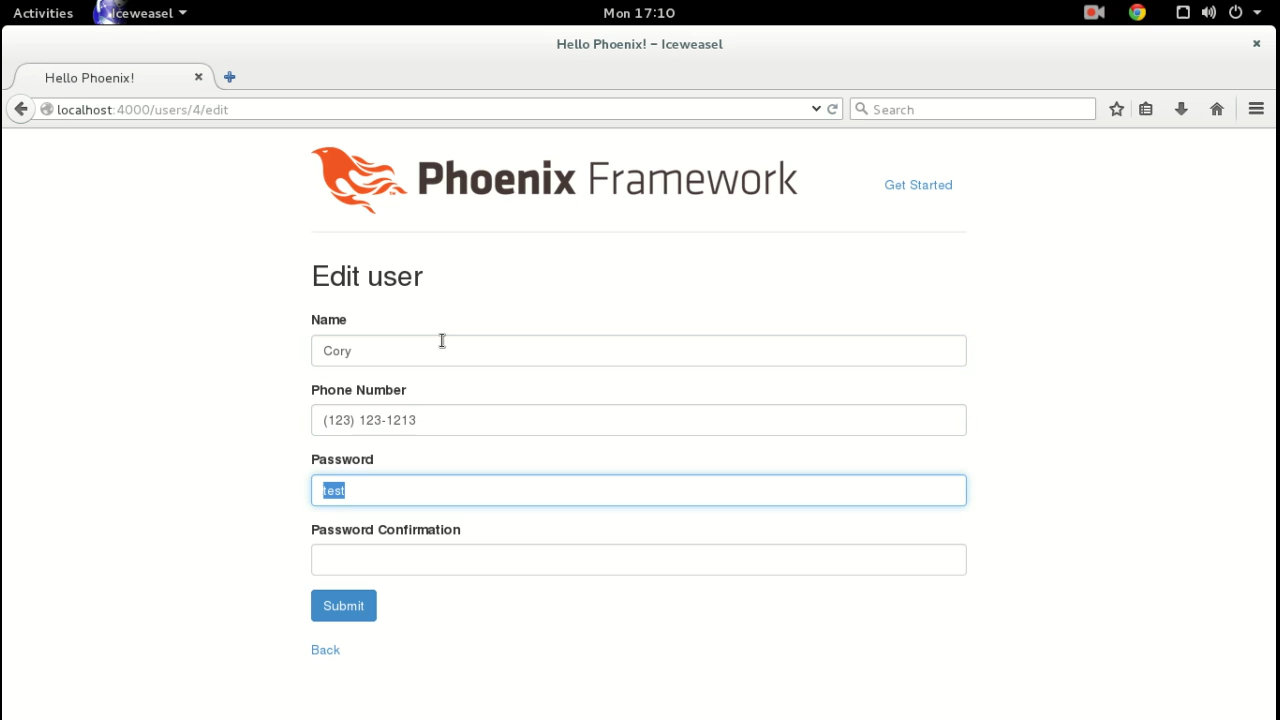 Activities Iceweasel Mon 17:10
Hello Phoenix! – Iceweasel
Hello Phoenix!
localhost:4000/users/4/edit Search
Phoenix Framework
Get Started
Edit user
Name
Cory
Phone Number
(123) 123-1213
Password
test
Password Confirmation
Submit
Back